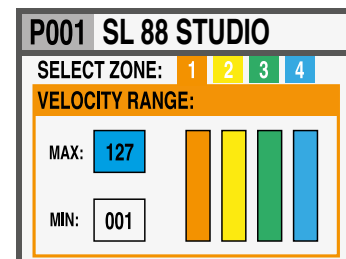 P001 SL 88 STUDIO
SELECT ZONE: 1 2 3 4
VELOCITY RANGE:
MAX: 127
MIN: 001